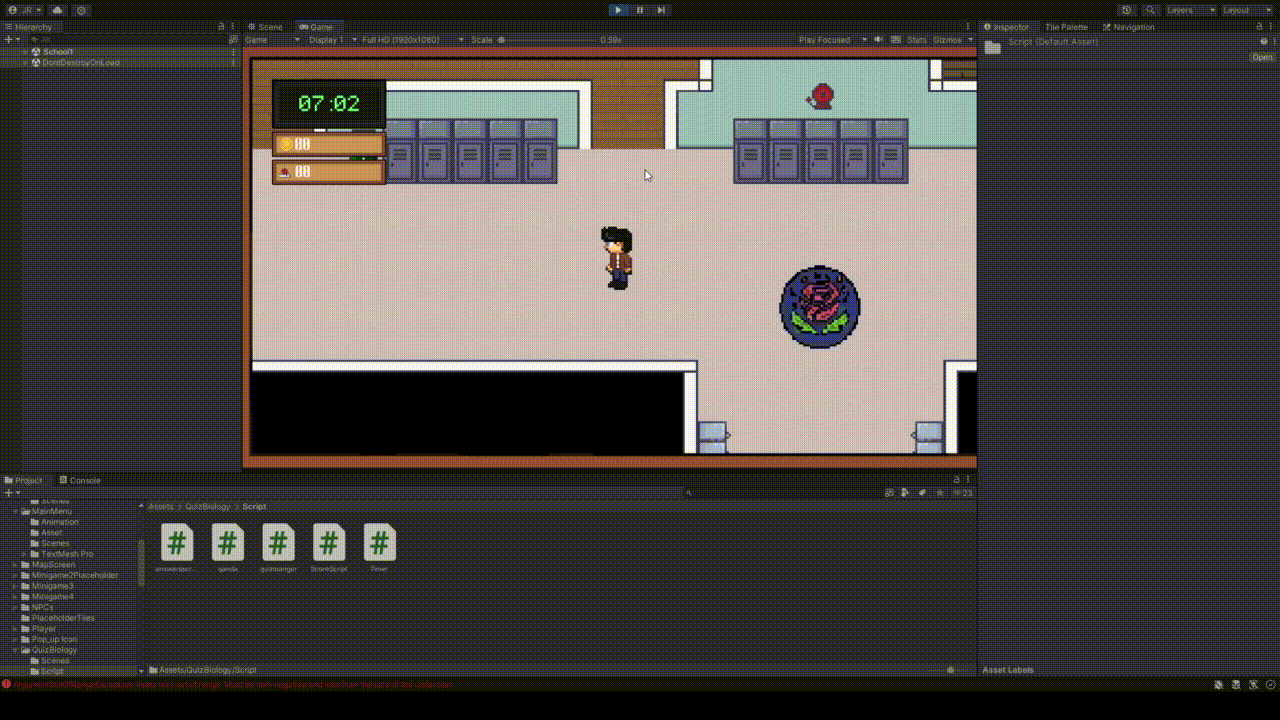 JR
Layers
Layout
Hierarchy
Scene
Game
Inspector
Tile Palette
Navigation
Game
Display 1
Full HD (1920x1080)
Scale
0.59x
Play Focused
Stats
Gizmos
Script (Default Asset)
Open
School1
DontDestroyOnLoad
07:02
00
00
Project
Console
23
Scenes
MainMenu
Animation
Asset
Scenes
TextMesh Pro
MapScreen
Minigame2Placeholder
Minigame3
Minigame4
NPCs
PlaceholderTiles
Player
Pop_up Icon
QuizBiology
Scenes
Script
Assets > QuizBiology > Script
#
#
#
#
#
qanda
quizmanger
ScoreScript
Timer
Assets/QuizBiology/Script
Asset Labels
ArgumentOutOfRangeException: Index was out of range. Must be non-negative and less than the size of the collection.